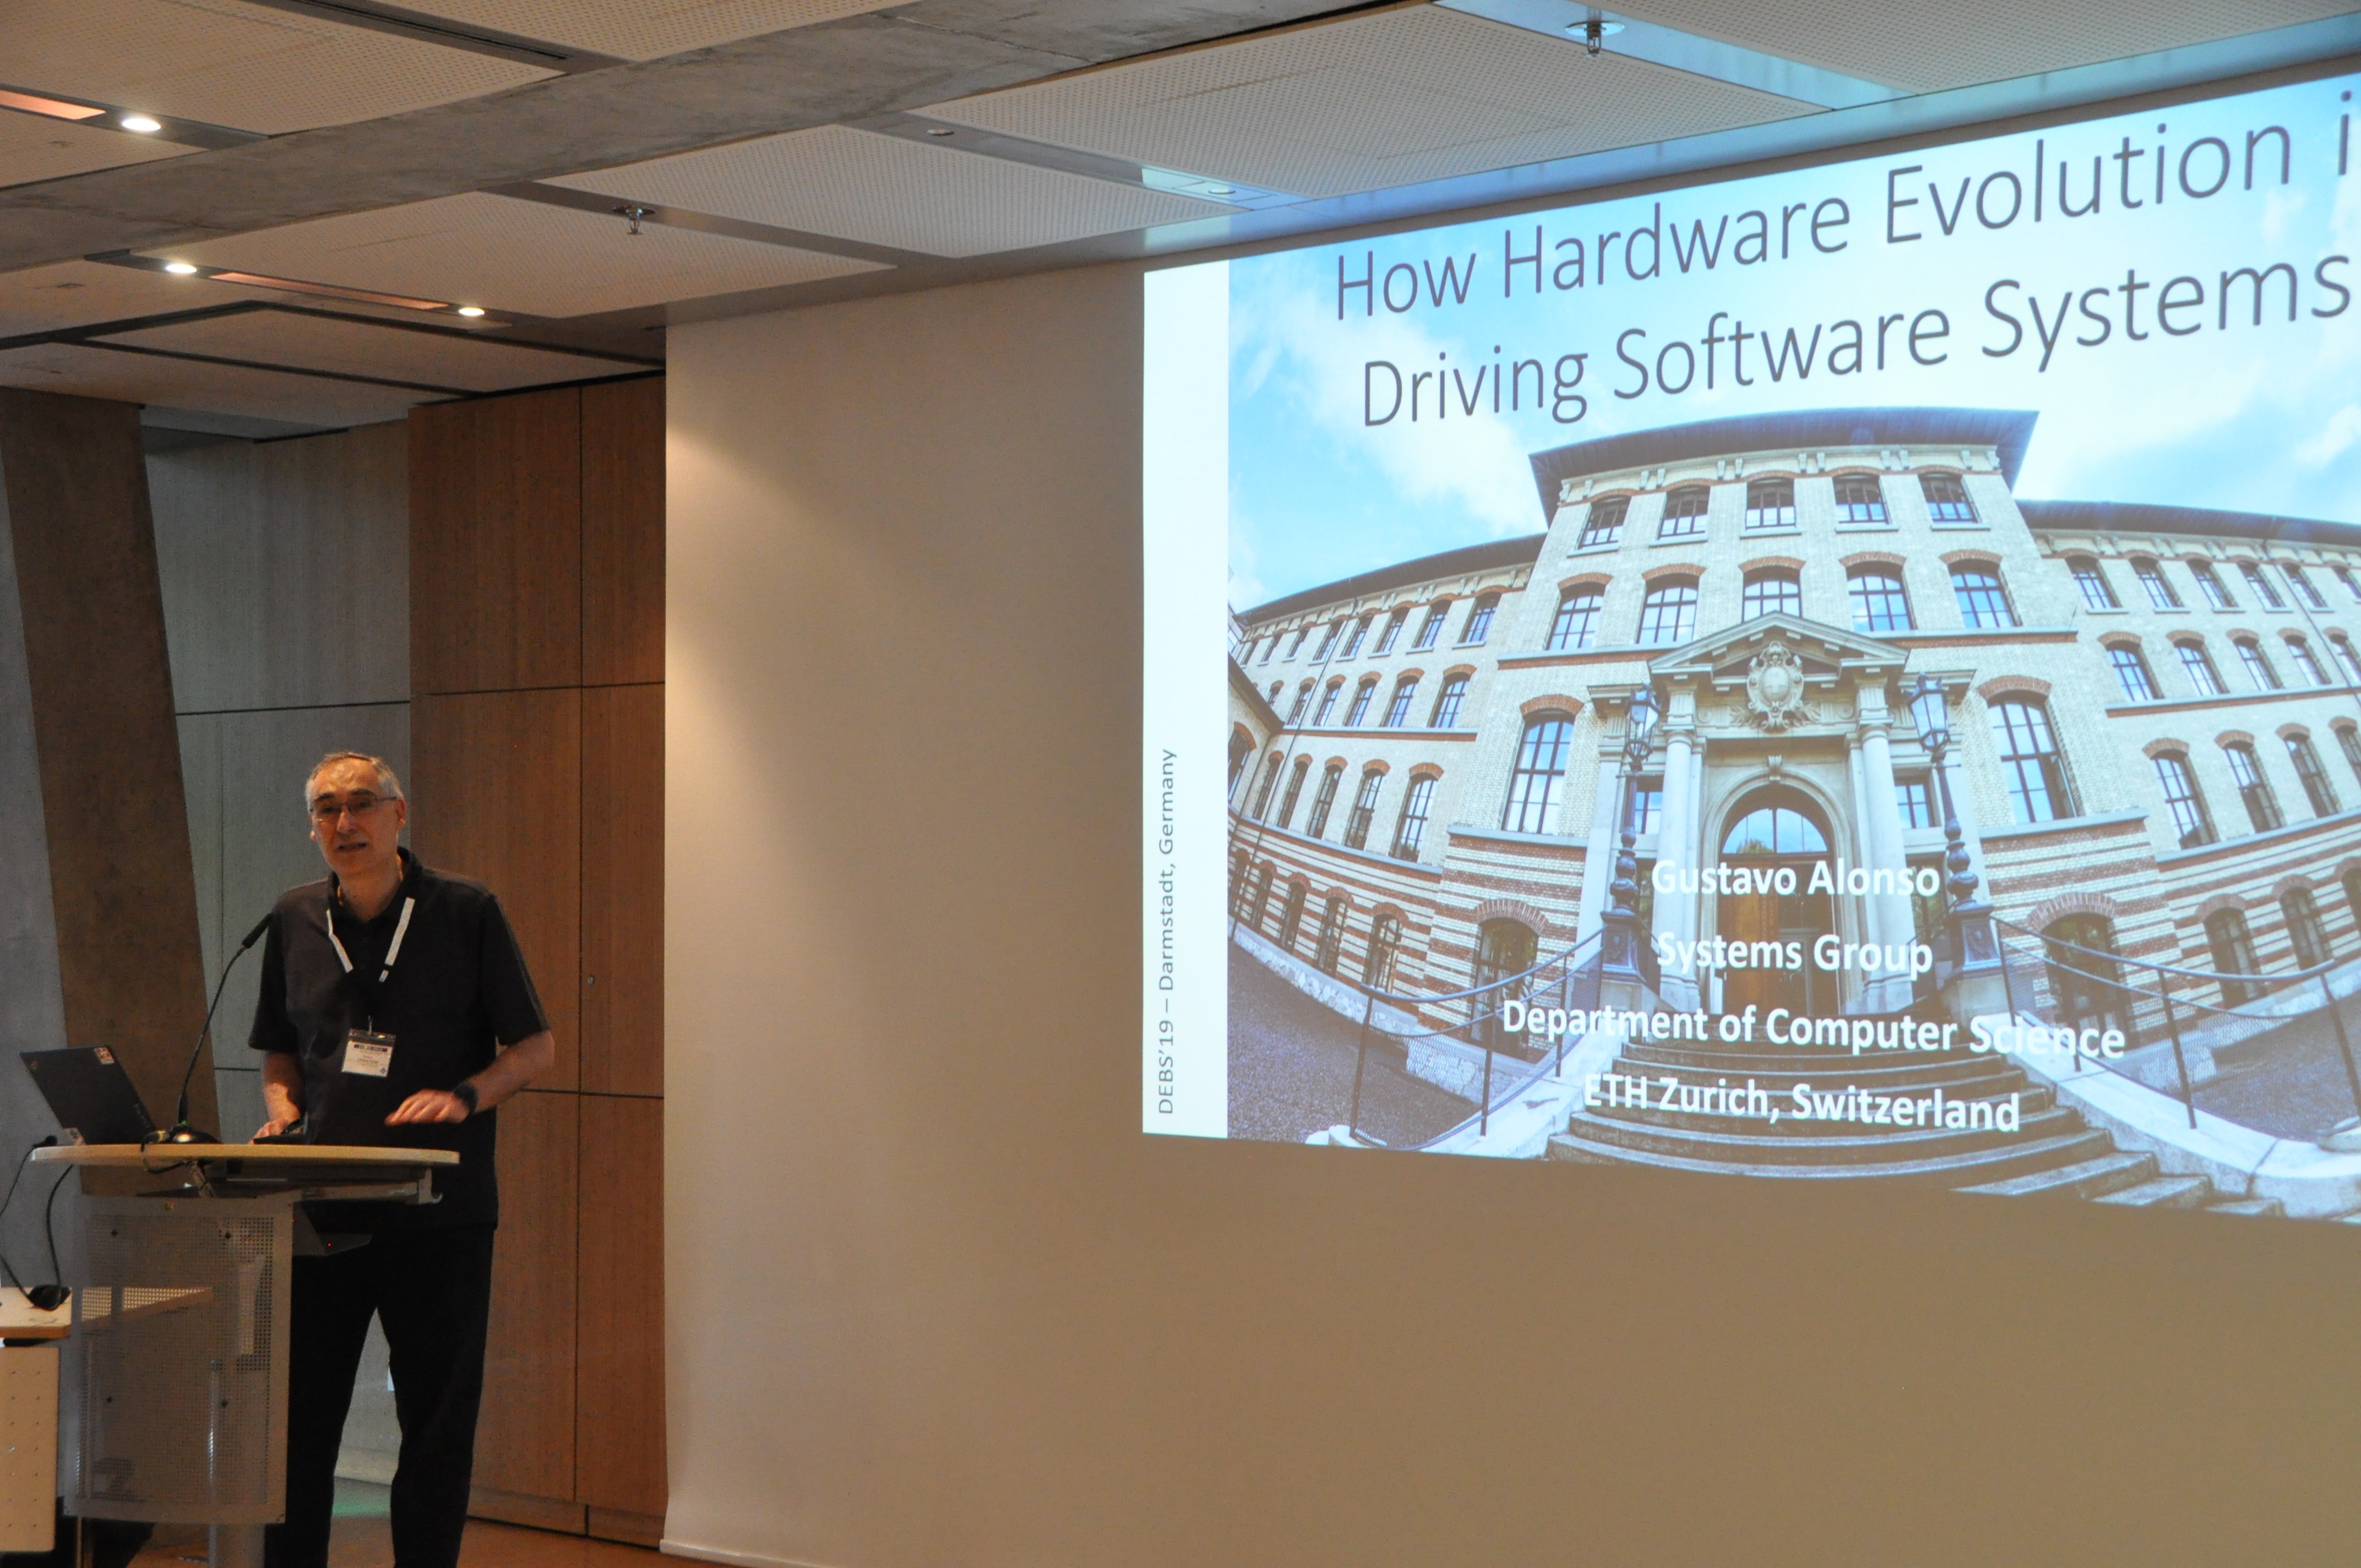 How Hardware Evolution i
Driving Software Systems
Gustavo Alonso
Systems Group
Department of Computer Science
ETH Zurich, Switzerland
DEBS'19 – Darmstadt, Germany